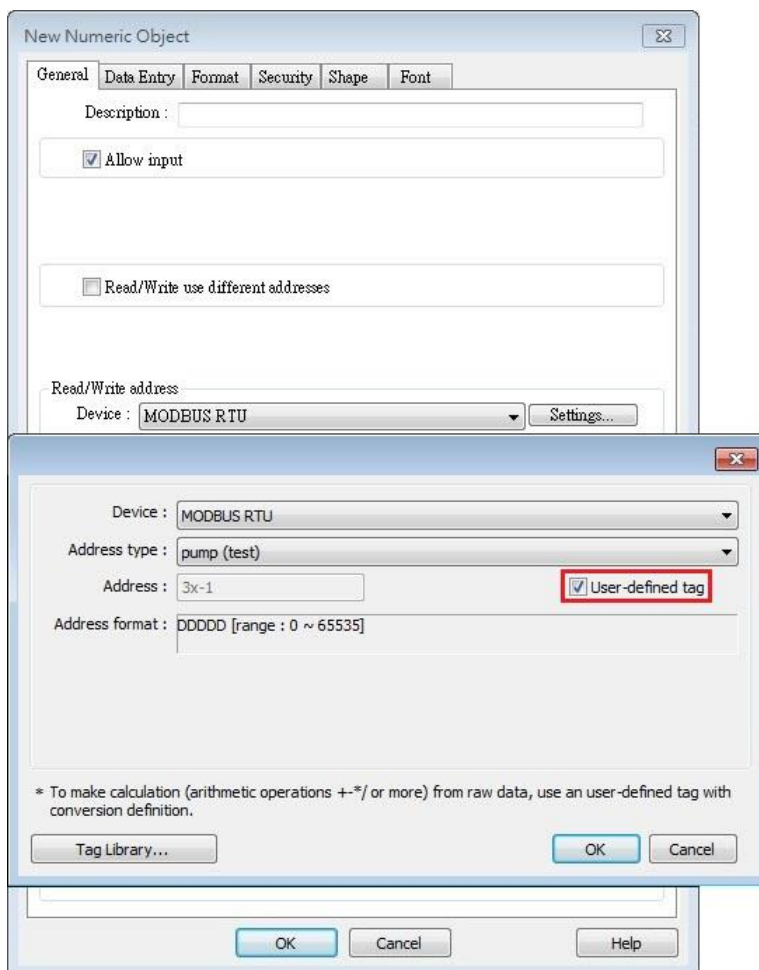 New Numeric Object
General Data Entry Format Security Shape Font
Description :
Allow input
Read/Write use different addresses
Read/Write address
Device : MODBUS RTU Settings...
Device : MODBUS RTU
Address type : pump (test)
Address : 3x-1 User-defined tag
Address format : DDDDD [range : 0 ~ 65535]
* To make calculation (arithmetic operations +-*/ or more) from raw data, use an user-defined tag with
conversion definition.
Tag Library... OK Cancel
OK Cancel Help